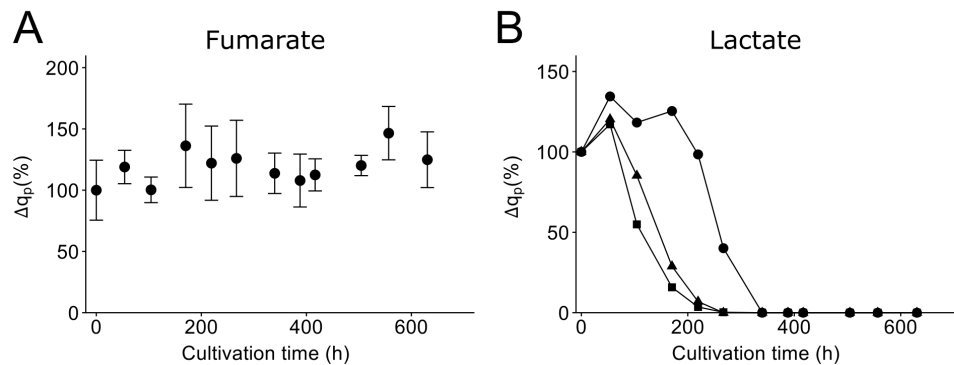 A
Fumarate
Δqp(%)
200
150
100
50
0
0 200 400 600
Cultivation time (h)
B
Lactate
Δqp(%)
150
100
50
0
0 200 400 600
Cultivation time (h)